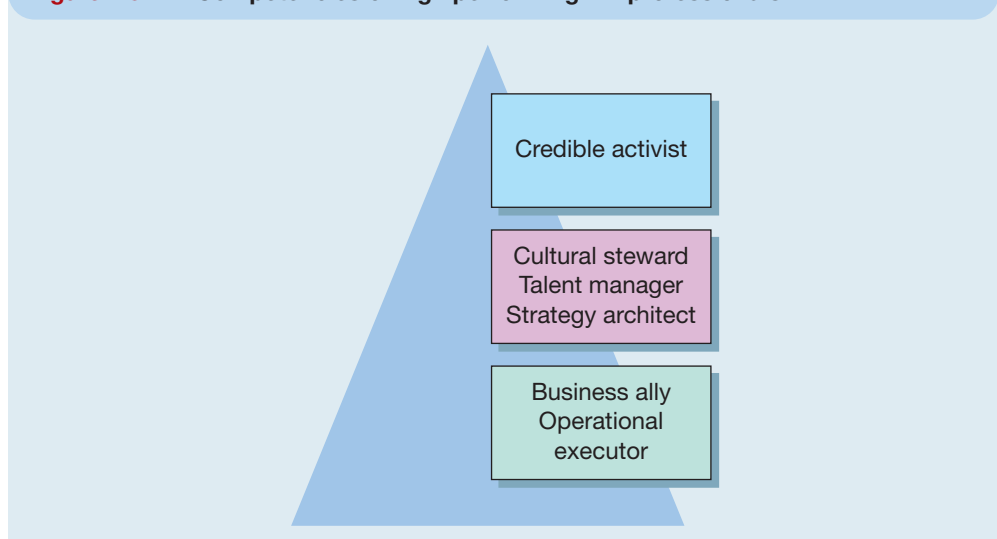 Credible activist
Cultural steward
Talent manager
Strategy architect
Business ally
Operational
executor